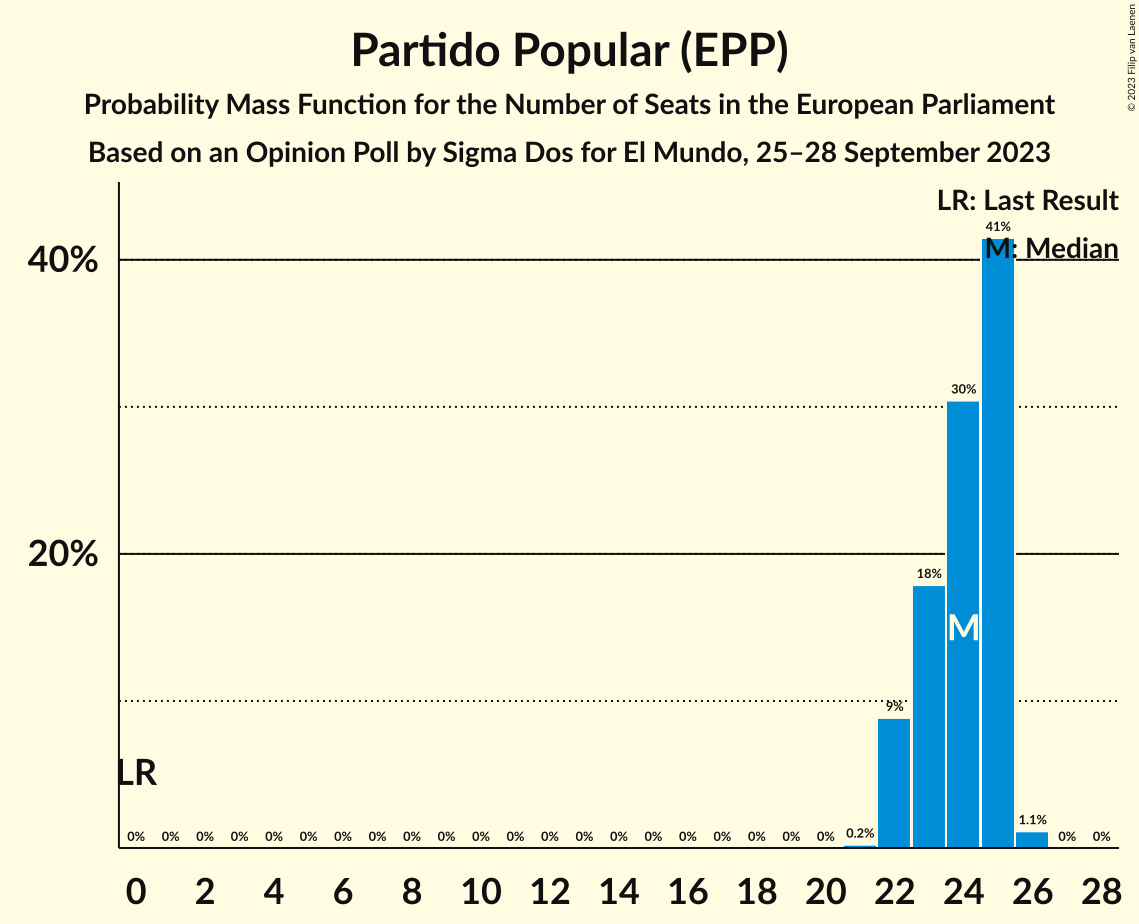 Partido Popular (EPP)
Probability Mass Function for the Number of Seats in the European Parliament
Based on an Opinion Poll by Sigma Dos for El Mundo, 25–28 September 2023
© 2023 Filip van Laenen
LR: Last Result
M: Median
41%
40%
30%
20%
18%
M
9%
LR
0% 0% 0% 0% 0% 0% 0% 0% 0% 0% 0% 0% 0% 0% 0% 0% 0% 0% 0% 0% 0% 0.2% 1.1% 0% 0%
0 2 4 6 8 10 12 14 16 18 20 22 24 26 28